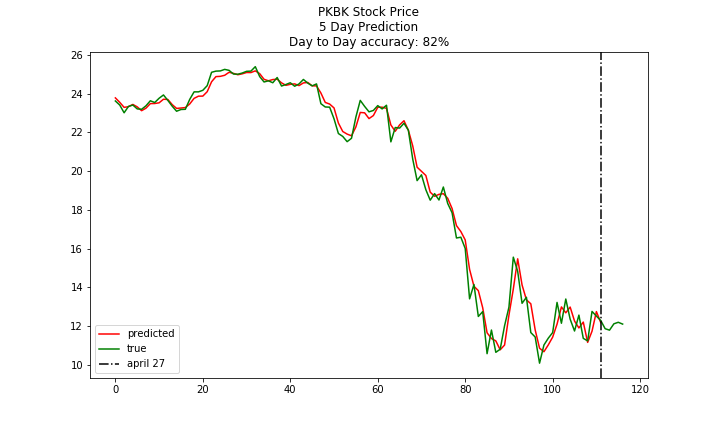 PKBK Stock Price
5 Day Prediction
Day to Day accuracy: 82%
26
24
22
20
18
16
14
12
10
predicted
true
april 27
0 20 40 60 80 100 120